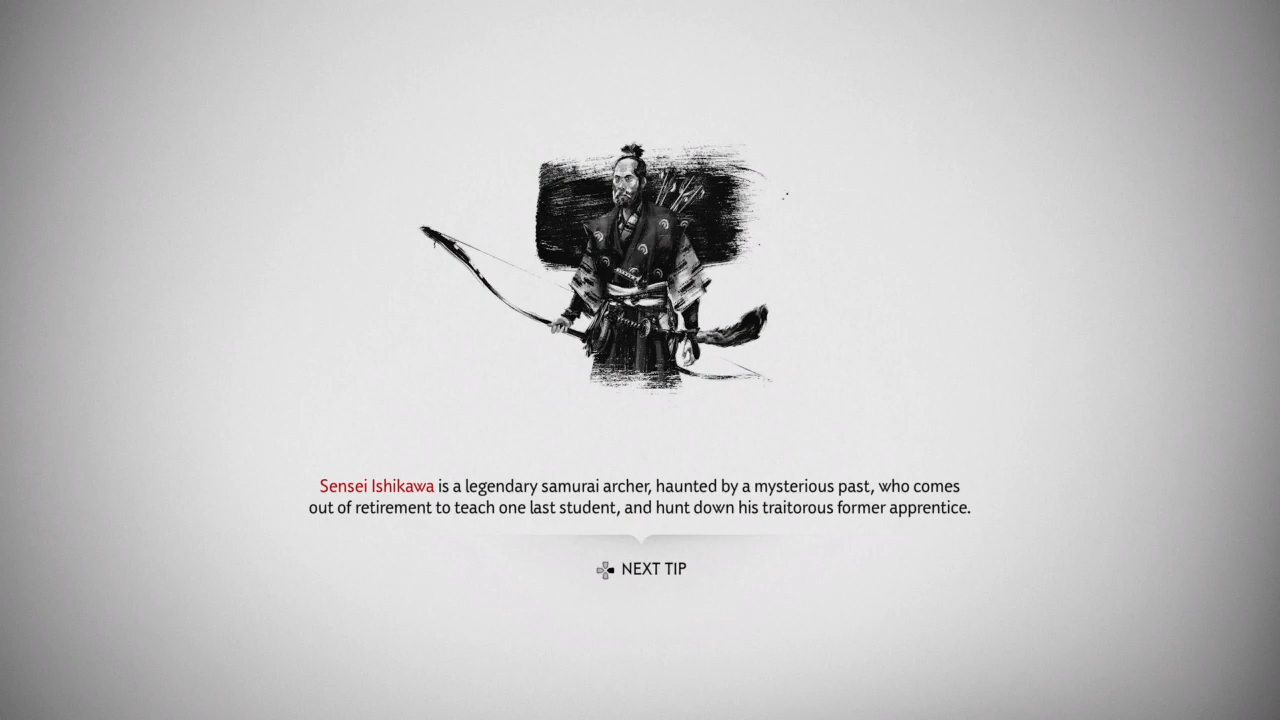 Sensei Ishikawa is a legendary samurai archer, haunted by a mysterious past, who comes
out of retirement to teach one last student, and hunt down his traitorous former apprentice.
NEXT TIP